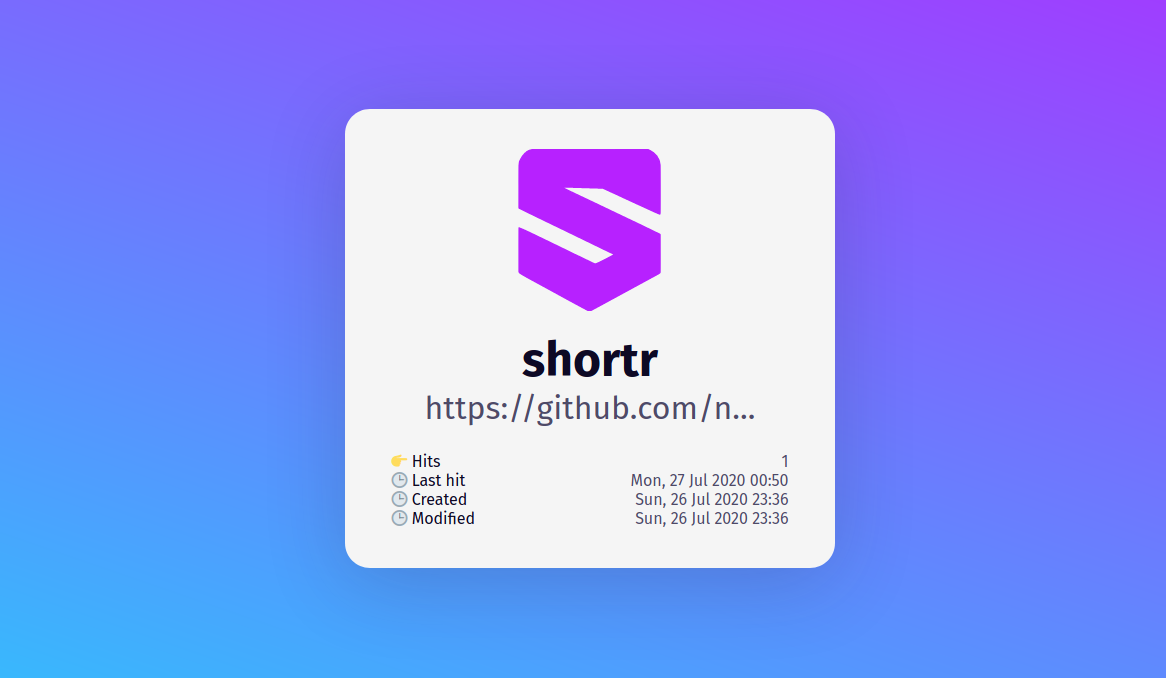 shortr
https://github.com/n...
👉 Hits 1
🕒 Last hit Mon, 27 Jul 2020 00:50
🕒 Created Sun, 26 Jul 2020 23:36
🕒 Modified Sun, 26 Jul 2020 23:36